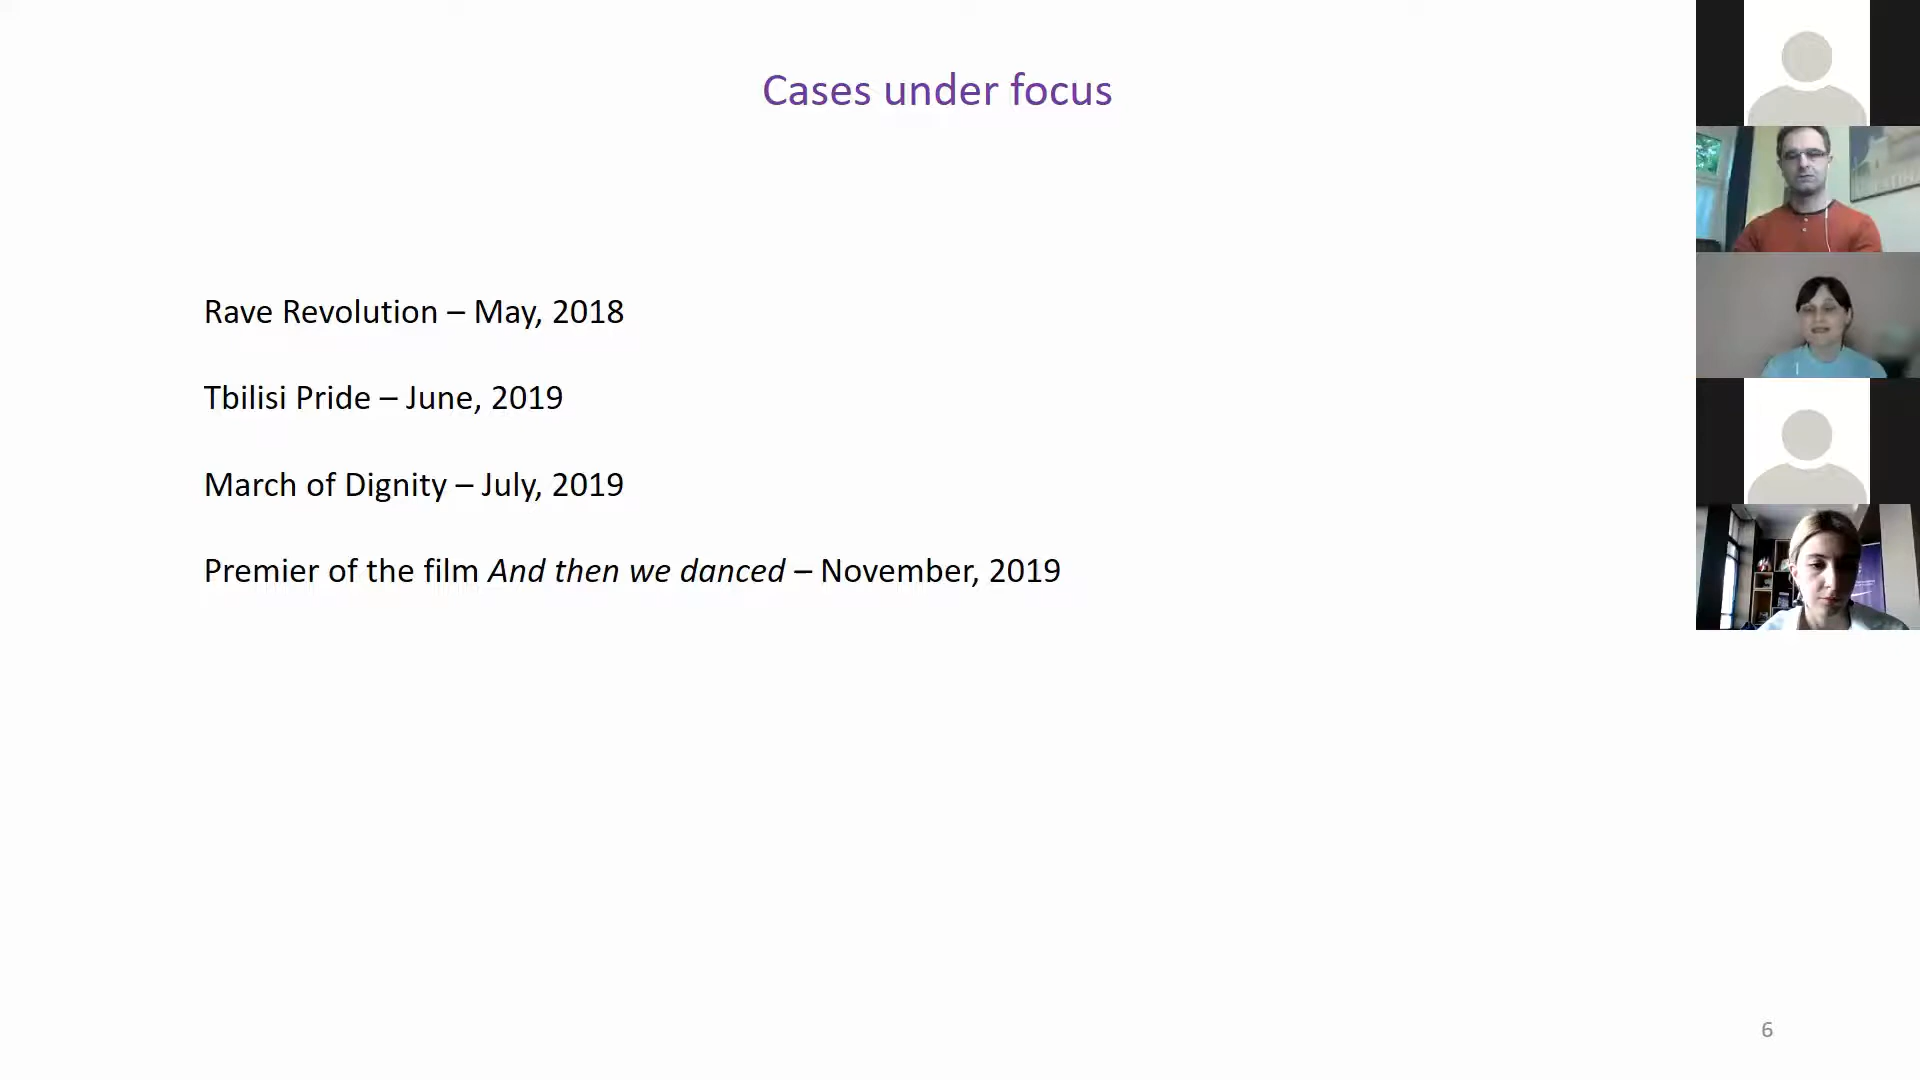 Cases under focus
Rave Revolution – May, 2018
Tbilisi Pride – June, 2019
March of Dignity – July, 2019
Premier of the film And then we danced – November, 2019
6